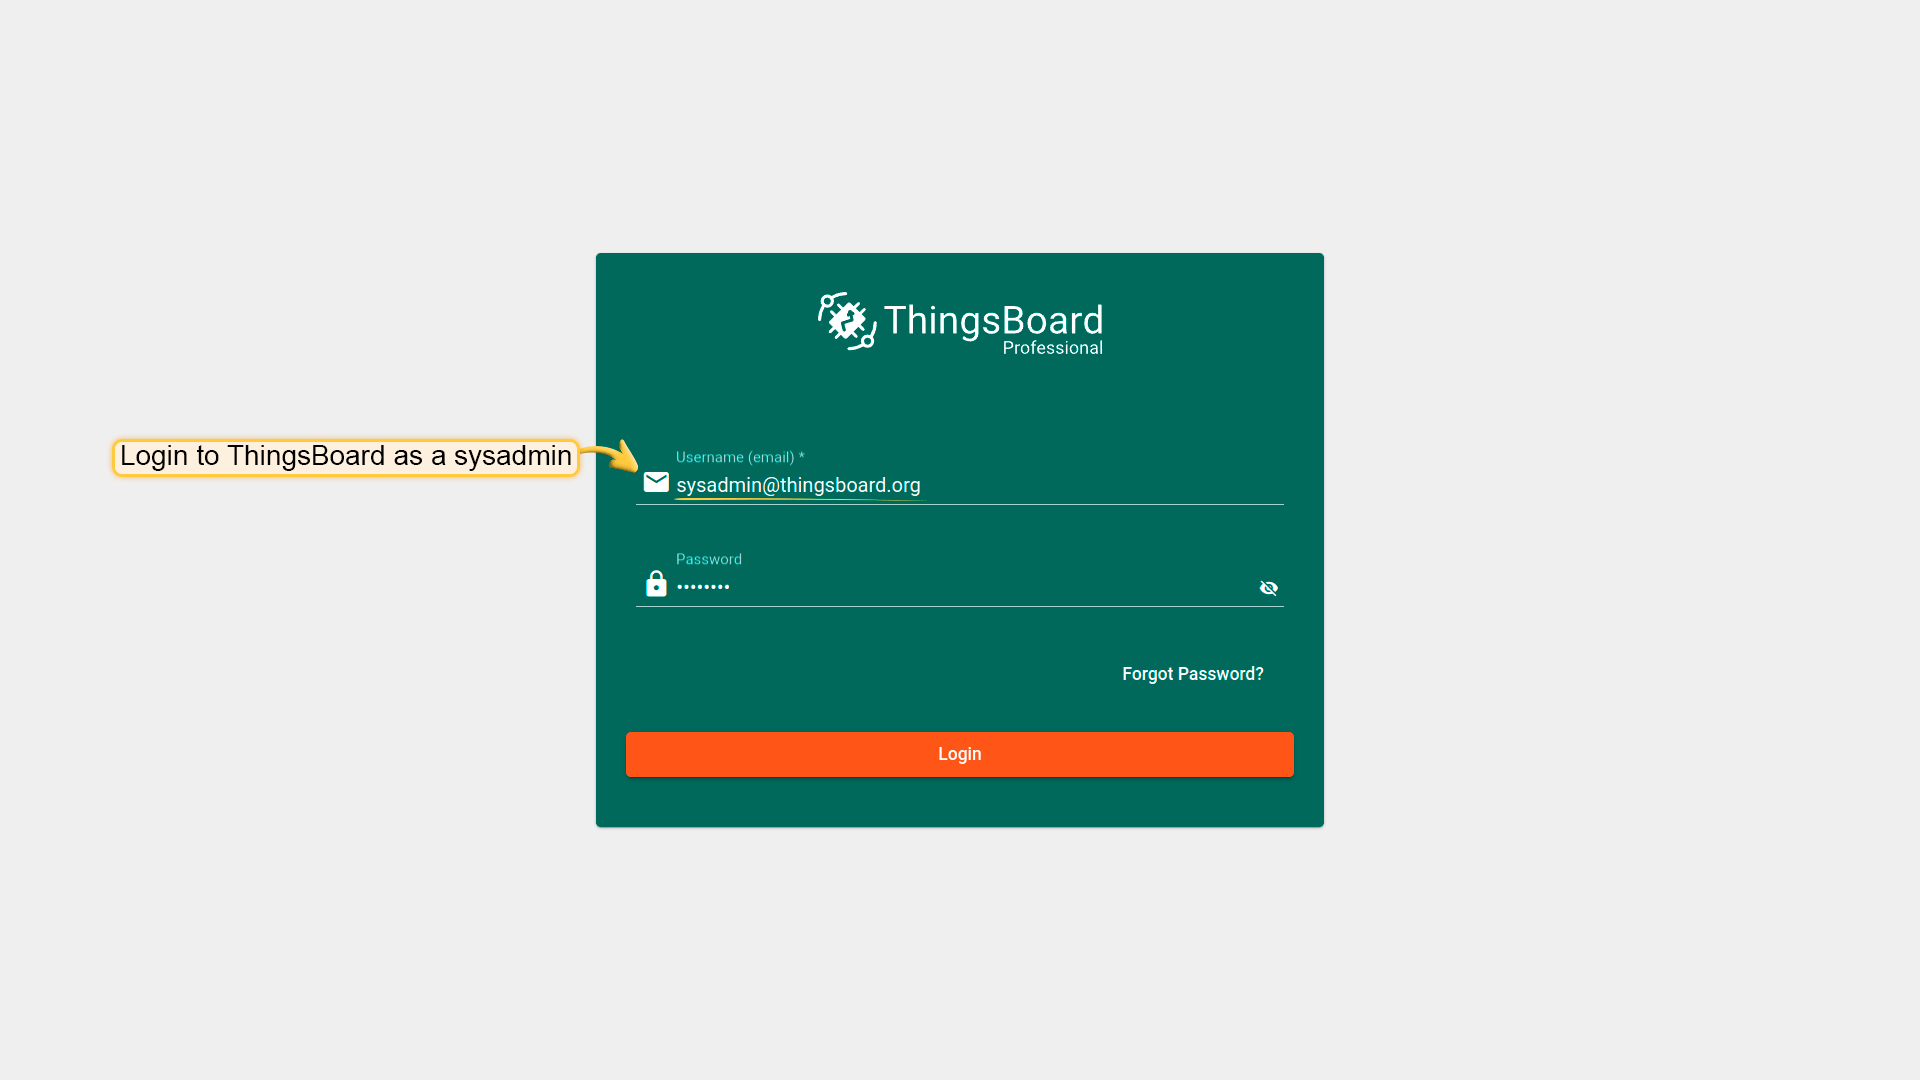 ThingsBoard
Professional
Login to ThingsBoard as a sysadmin
Username (email) *
sysadmin@thingsboard.org
Password
••••••••
Forgot Password?
Login